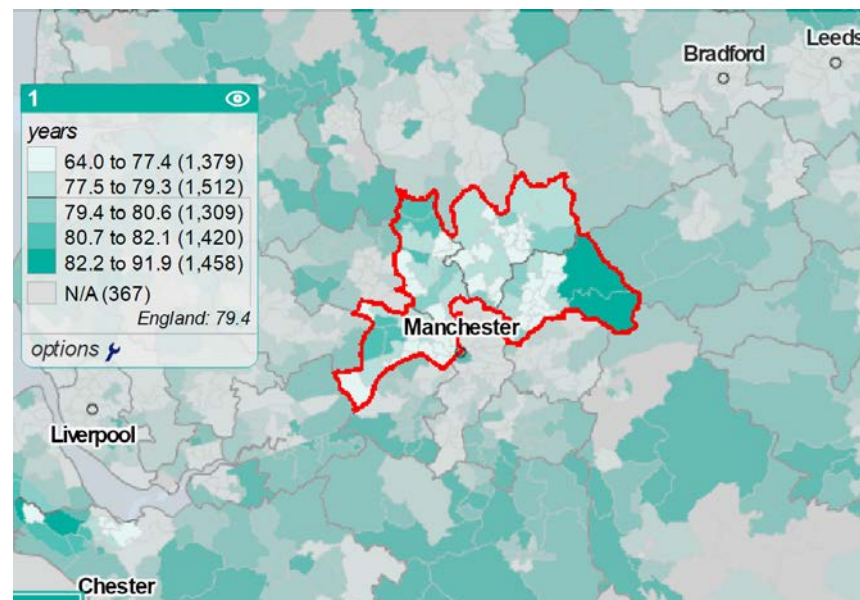 Bradford
Leeds
1
years
64.0 to 77.4 (1,379)
77.5 to 79.3 (1,512)
79.4 to 80.6 (1,309)
80.7 to 82.1 (1,420)
82.2 to 91.9 (1,458)
N/A (367)
England: 79.4
options
Manchester
Liverpool
Chester